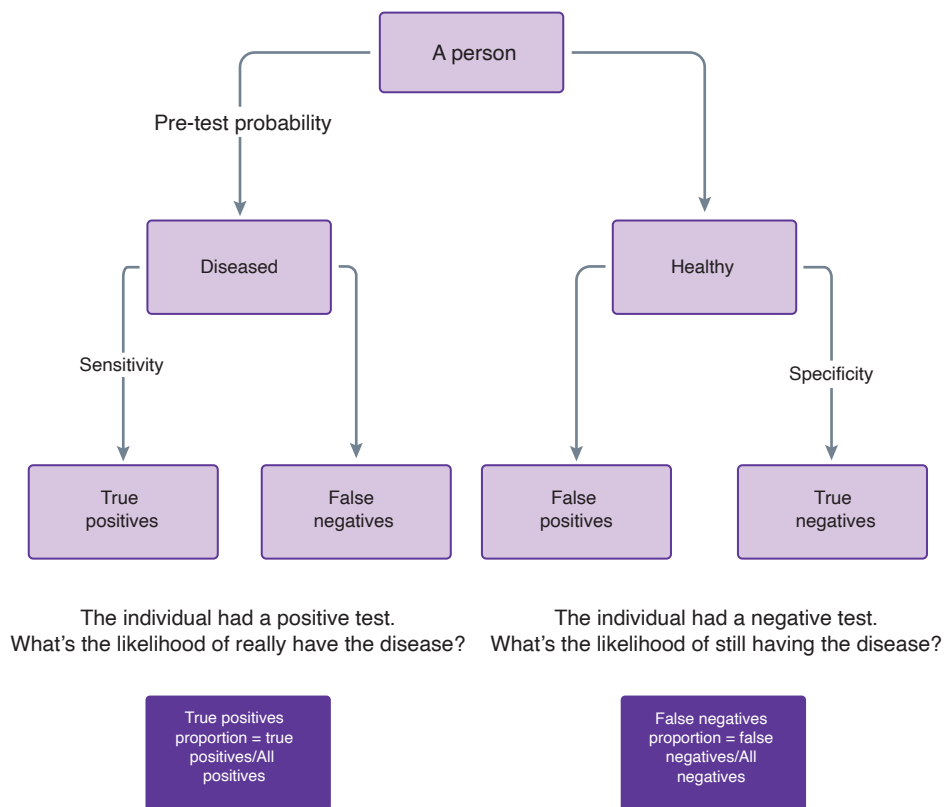 A person
Pre-test probability
Diseased
Healthy
Sensitivity
Specificity
True
positives
False
negatives
False
positives
True
negatives
The individual had a positive test.
What's the likelihood of really have the disease?
The individual had a negative test.
What's the likelihood of still having the disease?
True positives
proportion = true
positives/All
positives
False negatives
proportion = false
negatives/All
negatives